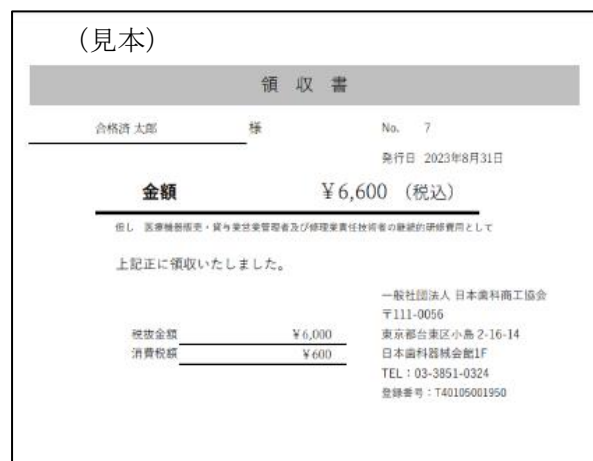 (見本)
領 収 書
合格済 太郎 様 No. 7
発行日 2023年8月31日
金額 ¥6,600 (税込)
但し 医療機器販売・貸与業営業管理者及び修理業責任技術者の継続的研修費用として
上記正に領収いたしました。
一般社団法人 日本歯科商工協会
〒111-0056
税抜金額 ¥6,000 東京都台東区小島 2-16-14
消費税額 ¥600 日本歯科器械会館1F
TEL:03-3851-0324
登録番号:T40105001950